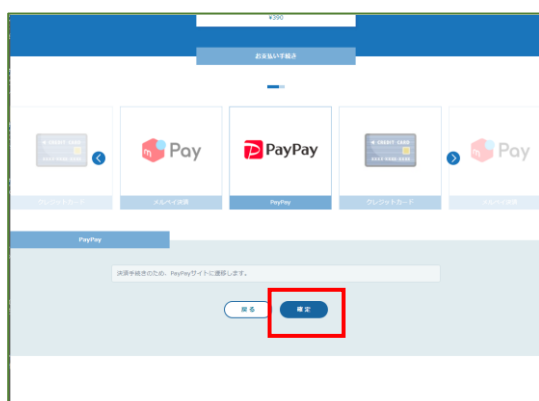 ¥390
お支払い手続き
CREDIT CARD
m Pay
PayPay
CREDIT CARD
Pay
クレジットカード
メルペイ決済
PayPay
クレジットカード
メルペイ決済
PayPay
決済手続きのため、PayPayサイトに遷移します。
戻る
確定